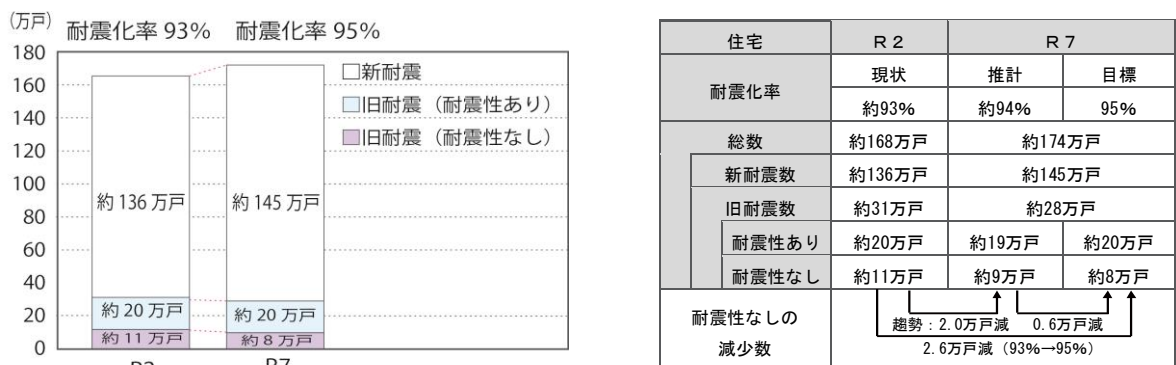 (万戸)
耐震化率 93% 耐震化率 95%
180
160
140
120
100
80
60
40
20
0
□新耐震
□旧耐震（耐震性あり）
□旧耐震（耐震性なし）
約 136 万戸
約 145 万戸
約 20 万戸
約 20 万戸
約 11 万戸
約 8 万戸
R2
R7
住宅 R2 R7
耐震化率 現状 推計 目標
約93% 約94% 95%
総数 約168万戸 約174万戸
新耐震数 約136万戸 約145万戸
旧耐震数 約31万戸 約28万戸
耐震性あり 約20万戸 約19万戸 約20万戸
耐震性なし 約11万戸 約9万戸 約8万戸
耐震性なしの
減少数
趨勢：2.0万戸減 0.6万戸減
2.6万戸減（93%→95%）